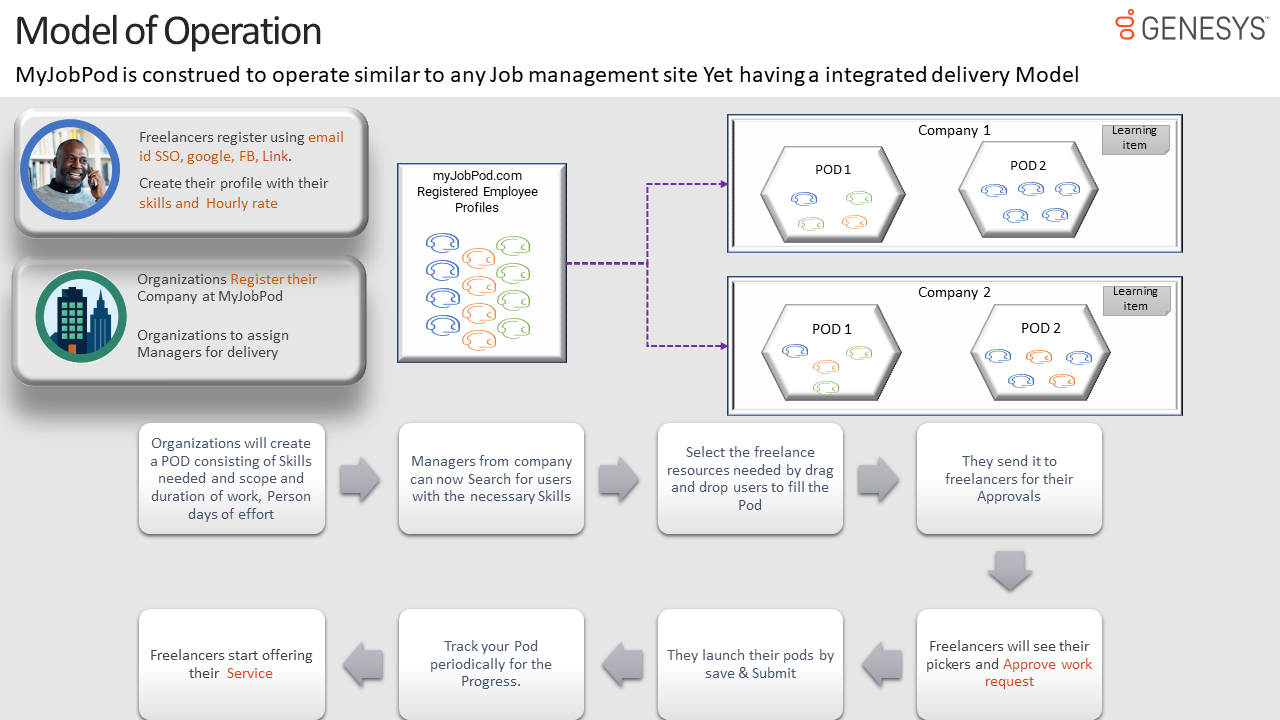 Model of Operation
GENESYS™
MyJobPod is construed to operate similar to any Job management site Yet having a integrated delivery Model
Freelancers register using email
id SSO, google, FB, Link.
Create their profile with their
skills and Hourly rate
Organizations Register their
Company at MyJobPod
Organizations to assign
Managers for delivery
myJobPod.com
Registered Employee
Profiles
Company 1
Learning
item
POD 1
POD 2
Company 2
Learning
item
POD 1
POD 2
Organizations will create
a POD consisting of Skills
needed and scope and
duration of work, Person
days of effort
Managers from company
can now Search for users
with the necessary Skills
Select the freelance
resources needed by drag
and drop users to fill the
Pod
They send it to
freelancers for their
Approvals
Freelancers will see their
pickers and Approve work
request
They launch their pods by
save & Submit
Track your Pod
periodically for the
Progress.
Freelancers start offering
their Service